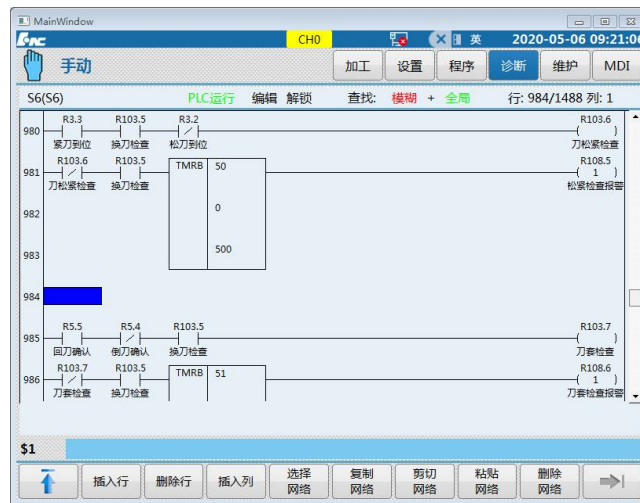 MainWindow
CH0 英 2020-05-06 09:21:06
手动 加工 设置 程序 诊断 维护 MDI
S6(S6) PLC运行 编辑 解锁 查找: 模糊 + 全局 行: 984/1488 列: 1
R3.3 R103.5 R3.2 R103.6
980
紧刀到位 换刀检查 松刀到位 刀松紧检查
R103.6 R103.5 TMRB 50 R108.5
981 1
刀松紧检查 换刀检查 松紧检查报警
982 0
983 500
984
R5.5 R5.4 R103.5 R103.7
985
回刀确认 倒刀确认 换刀检查 刀套检查
R103.7 R103.5 TMRB 51 R108.6
986 1
刀套检查 换刀检查 刀套检查报警
$1
插入行 删除行 插入列 选择 复制 剪切 粘贴 删除
网络 网络 网络 网络 网络